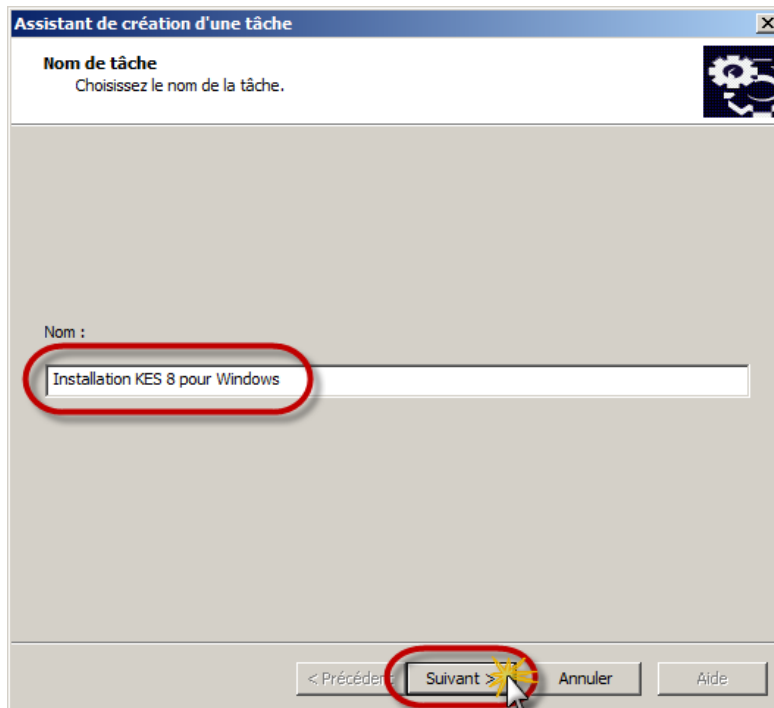 Assistant de création d'une tâche
Nom de tâche
Choisissez le nom de la tâche.
Nom :
Installation KES 8 pour Windows
< Précédent
Suivant >
Annuler
Aide